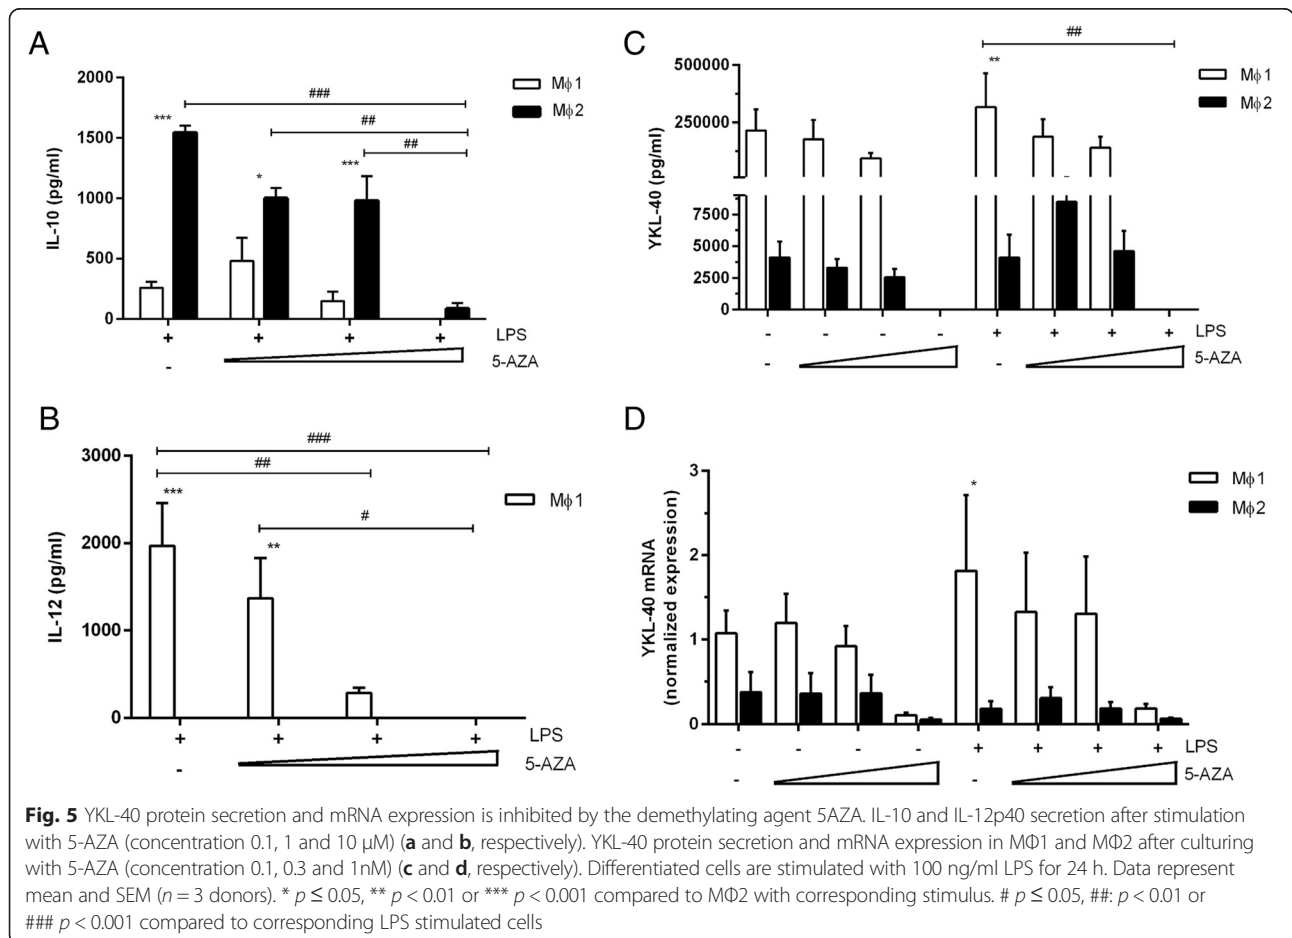 A
2000
1500
1000
500
0
IL-10 (pg/ml)
Mϕ1
Mϕ2
###
##
##
***
*
***
+ + + + LPS
- 5-AZA
B
3000
2000
1000
0
IL-12 (pg/ml)
Mϕ1
###
##
#
***
**
+ + + + LPS
- 5-AZA
C
500000
250000
7500
5000
2500
0
YKL-40 (pg/ml)
Mϕ1
Mϕ2
##
**
- - - - + + + + LPS
- - 5-AZA
D
3
2
1
0
YKL-40 mRNA
(normalized expression)
Mϕ1
Mϕ2
*
- - - - + + + + LPS
- - 5-AZA
Fig. 5 YKL-40 protein secretion and mRNA expression is inhibited by the demethylating agent 5AZA. IL-10 and IL-12p40 secretion after stimulation
with 5-AZA (concentration 0.1, 1 and 10 μM) (a and b, respectively). YKL-40 protein secretion and mRNA expression in MΦ1 and MΦ2 after culturing
with 5-AZA (concentration 0.1, 0.3 and 1nM) (c and d, respectively). Differentiated cells are stimulated with 100 ng/ml LPS for 24 h. Data represent
mean and SEM (n = 3 donors). * p ≤ 0.05, ** p < 0.01 or *** p < 0.001 compared to MΦ2 with corresponding stimulus. # p ≤ 0.05, ##: p < 0.01 or
### p < 0.001 compared to corresponding LPS stimulated cells